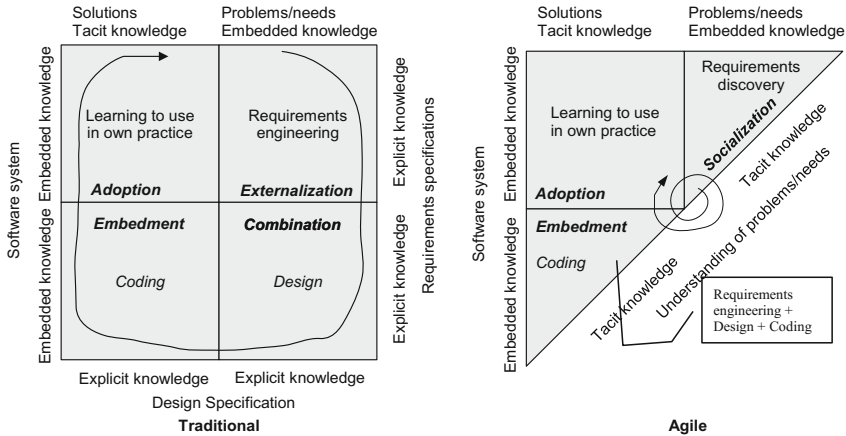 Solutions
Tacit knowledge
Problems/needs
Embedded knowledge
Software system
Embedded knowledge
Embedded knowledge
Learning to use
in own practice
Adoption
Requirements
engineering
Externalization
Embedment
Coding
Combination
Design
Explicit knowledge
Explicit knowledge
Requirements specifications
Explicit knowledge
Explicit knowledge
Design Specification
Traditional
Solutions
Tacit knowledge
Problems/needs
Embedded knowledge
Software system
Embedded knowledge
Embedded knowledge
Learning to use
in own practice
Adoption
Requirements
discovery
Socialization
Embedment
Coding
Tacit knowledge
Tacit knowledge
Understanding of problems/needs
Requirements
engineering +
Design + Coding
Agile